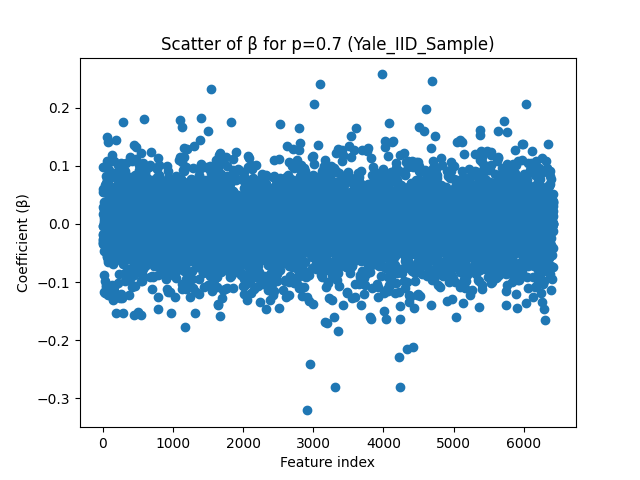 Scatter of β for p=0.7 (Yale_IID_Sample)
0.2
0.1
0.0
−0.1
−0.2
−0.3
Coefficient (β)
0 1000 2000 3000 4000 5000 6000
Feature index